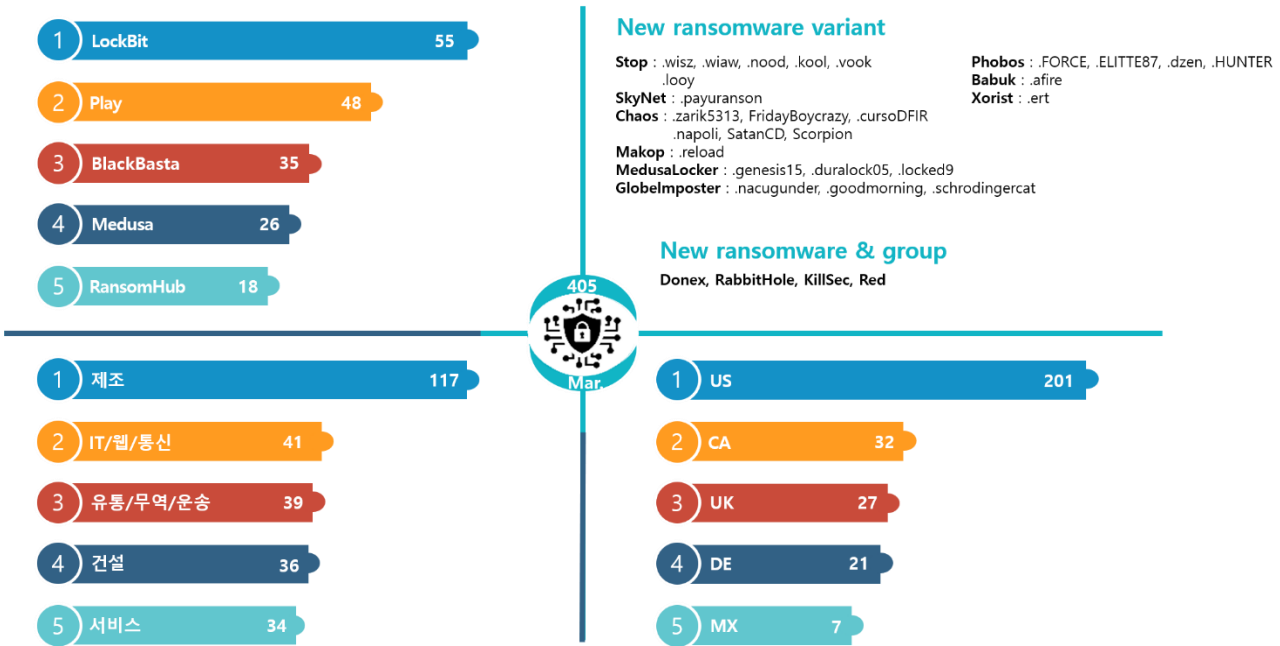 1 LockBit 55
2 Play 48
3 BlackBasta 35
4 Medusa 26
5 RansomHub 18
New ransomware variant
Stop : .wisz, .wiaw, .nood, .kool, .vook
.looy
SkyNet : .payuranson
Chaos : .zarik5313, FridayBoycrazy, .cursoDFIR
.napoli, SatanCD, Scorpion
Makop : .reload
MedusaLocker : .genesis15, .duralock05, .locked9
GlobeImposter : .nacugunder, .goodmorning, .schrodingercat
Phobos : .FORCE, .ELITTE87, .dzen, .HUNTER
Babuk : .afire
Xorist : .ert
New ransomware & group
Donex, RabbitHole, KillSec, Red
405
Mar.
1 제조 117
2 IT/웹/통신 41
3 유통/무역/운송 39
4 건설 36
5 서비스 34
1 US 201
2 CA 32
3 UK 27
4 DE 21
5 MX 7